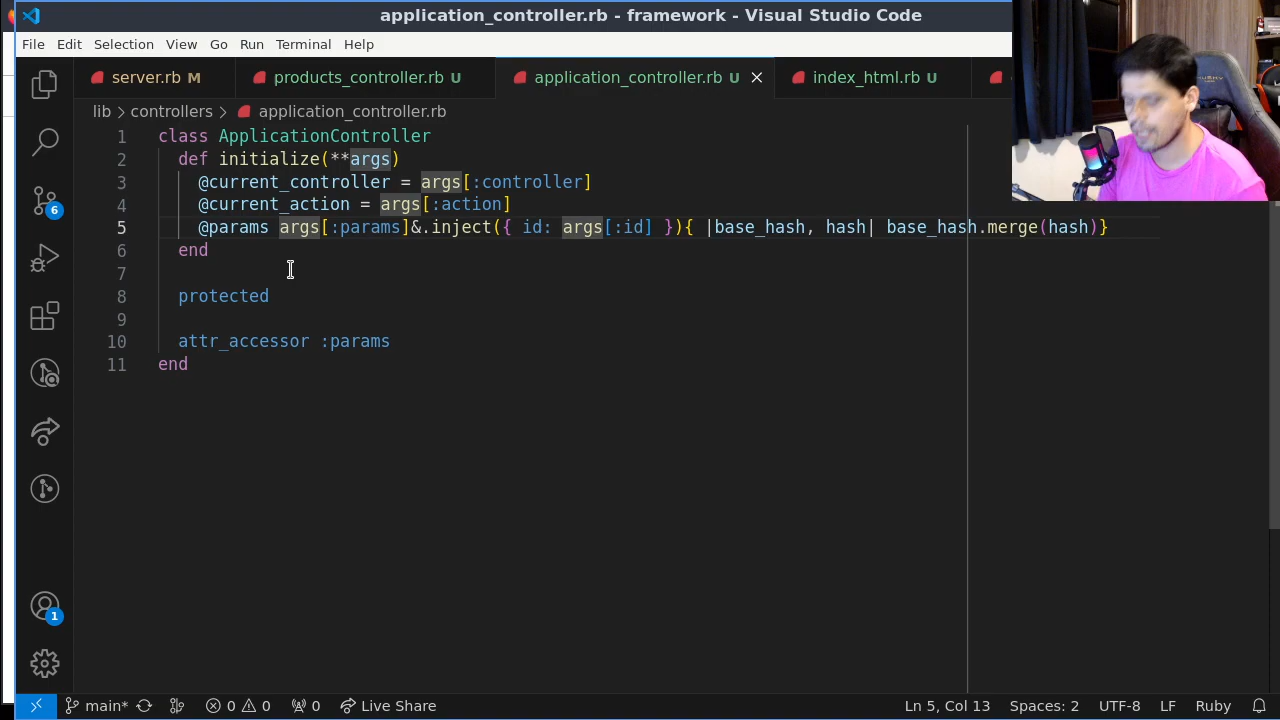 application_controller.rb - framework - Visual Studio Code
File Edit Selection View Go Run Terminal Help
server.rb M products_controller.rb U application_controller.rb U index_html.rb U
lib > controllers > application_controller.rb
1 class ApplicationController
2 def initialize(**args)
3 @current_controller = args[:controller]
4 @current_action = args[:action]
5 @params args[:params]&.inject({ id: args[:id] }){ |base_hash, hash| base_hash.merge(hash)}
6 end
7
8 protected
9
10 attr_accessor :params
11 end
6
1
main* 0 0 0 Live Share Ln 5, Col 13 Spaces: 2 UTF-8 LF Ruby